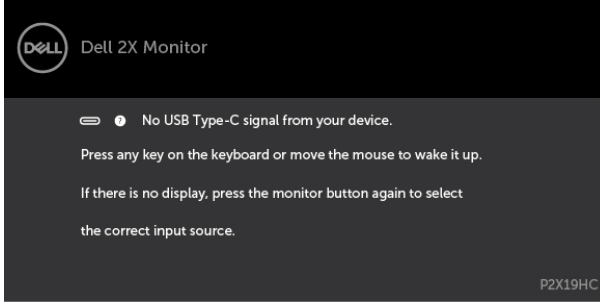 DELL
Dell 2X Monitor
? No USB Type-C signal from your device.
Press any key on the keyboard or move the mouse to wake it up.
If there is no display, press the monitor button again to select
the correct input source.
P2X19HC